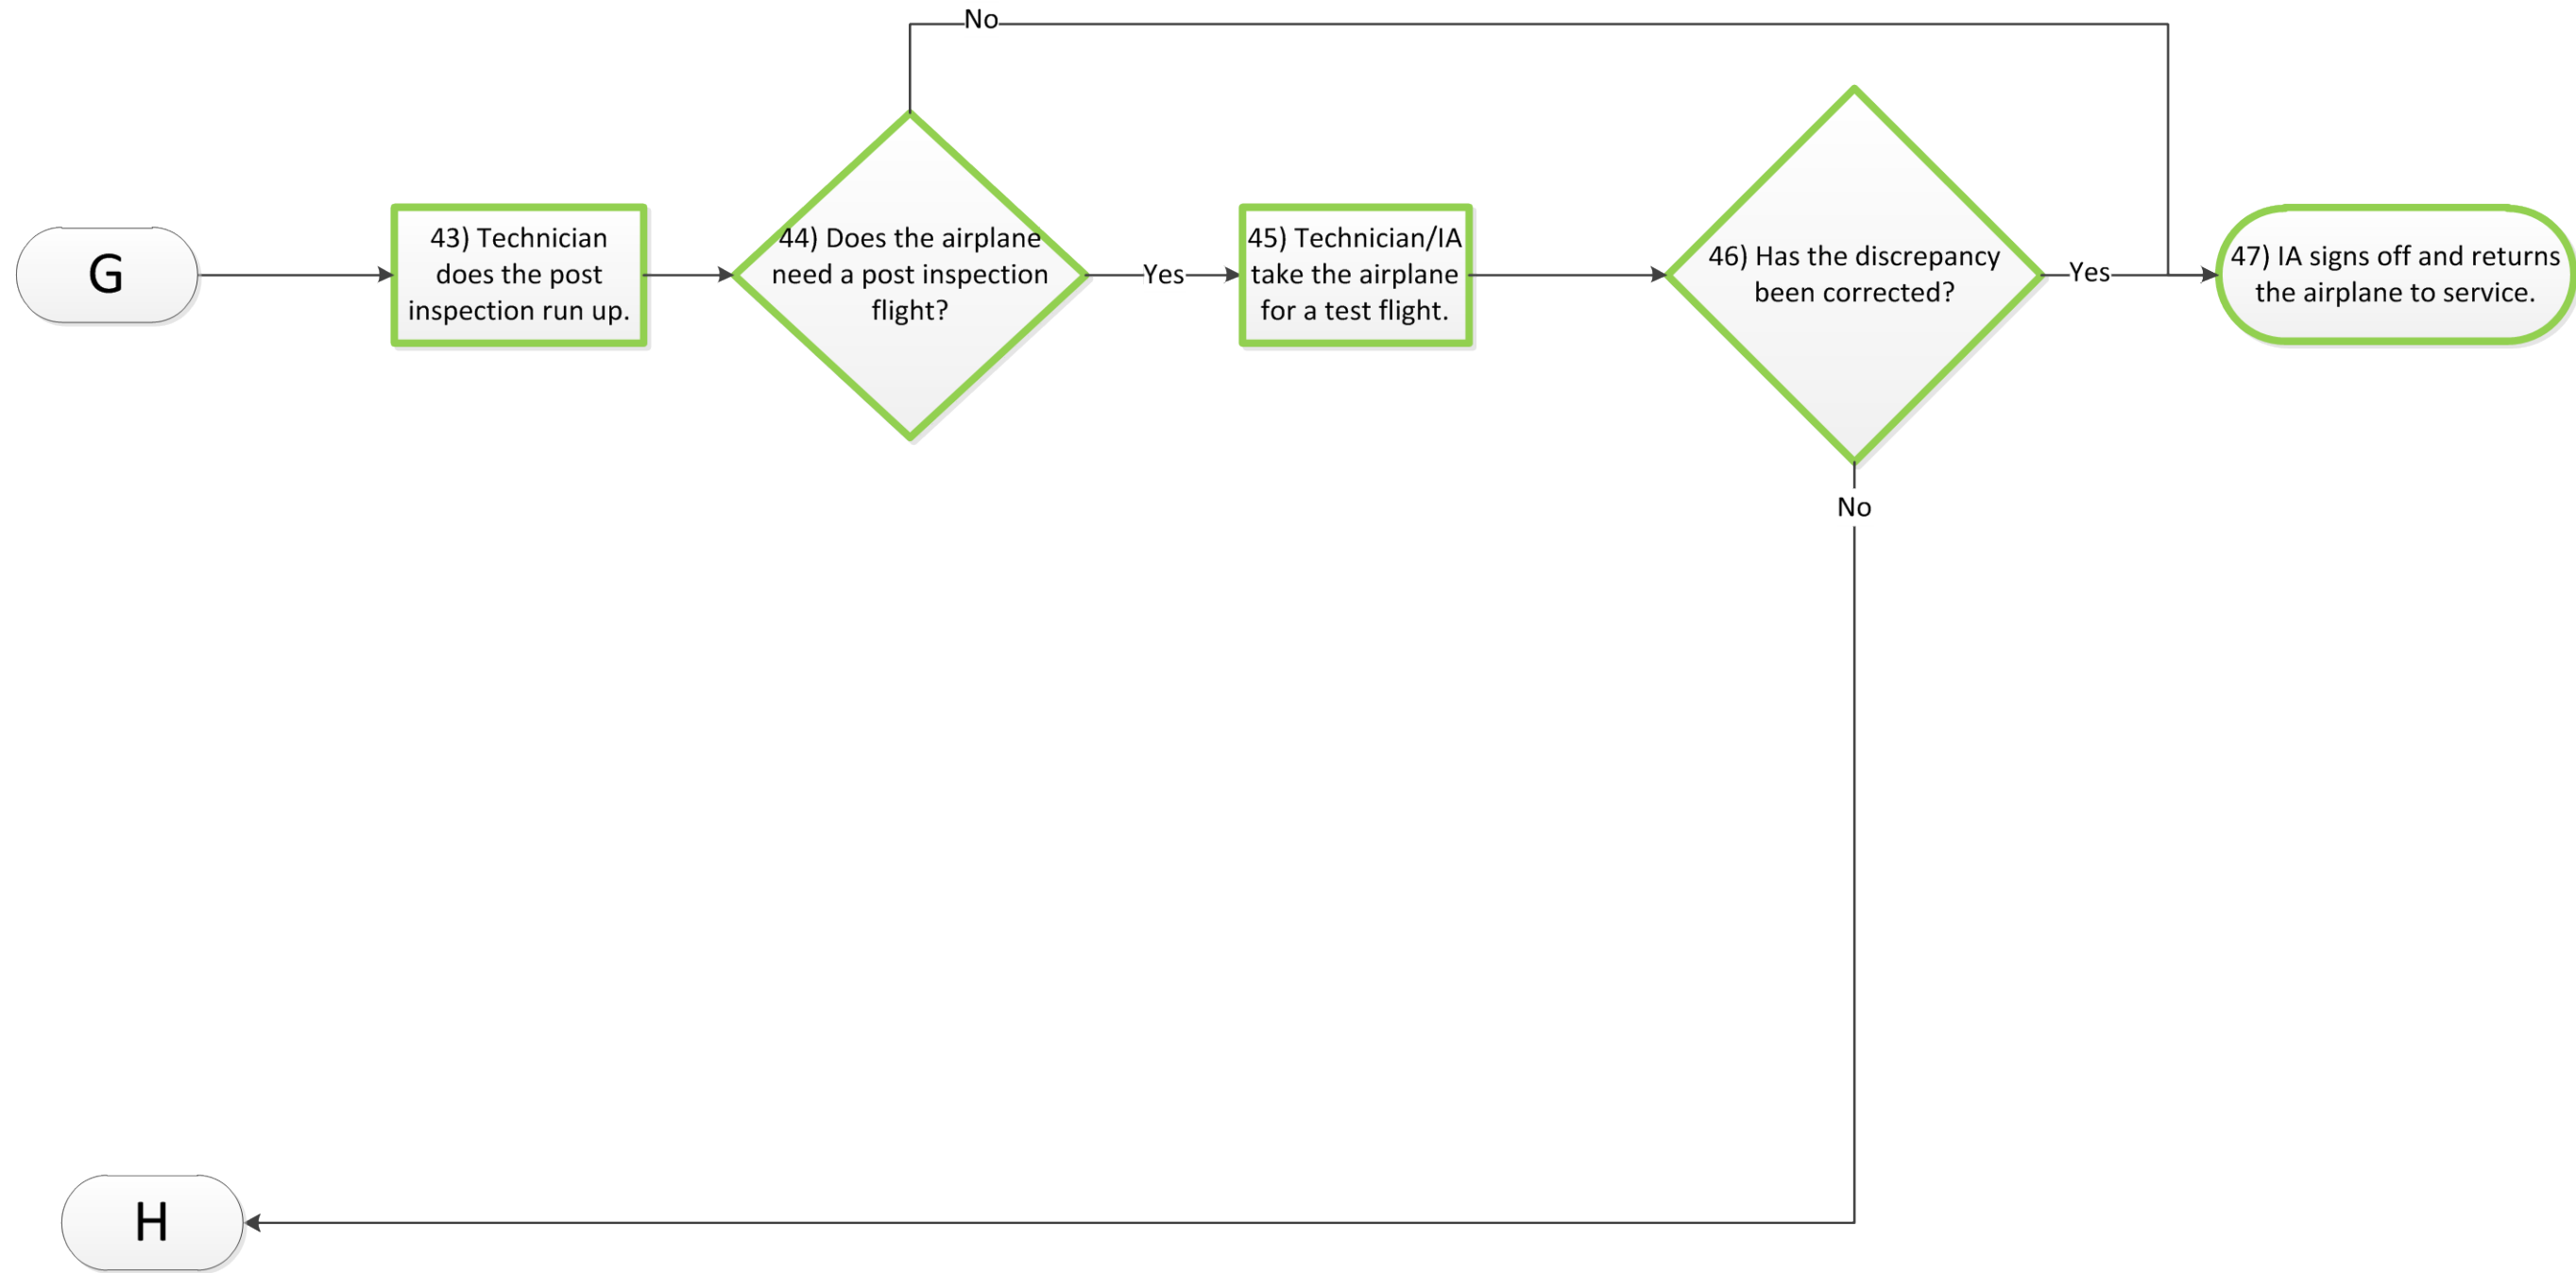 No
G
43) Technician
does the post
inspection run up.
44) Does the airplane
need a post inspection
flight?
Yes
45) Technician/IA
take the airplane
for a test flight.
46) Has the discrepancy
been corrected?
Yes
47) IA signs off and returns
the airplane to service.
No
H